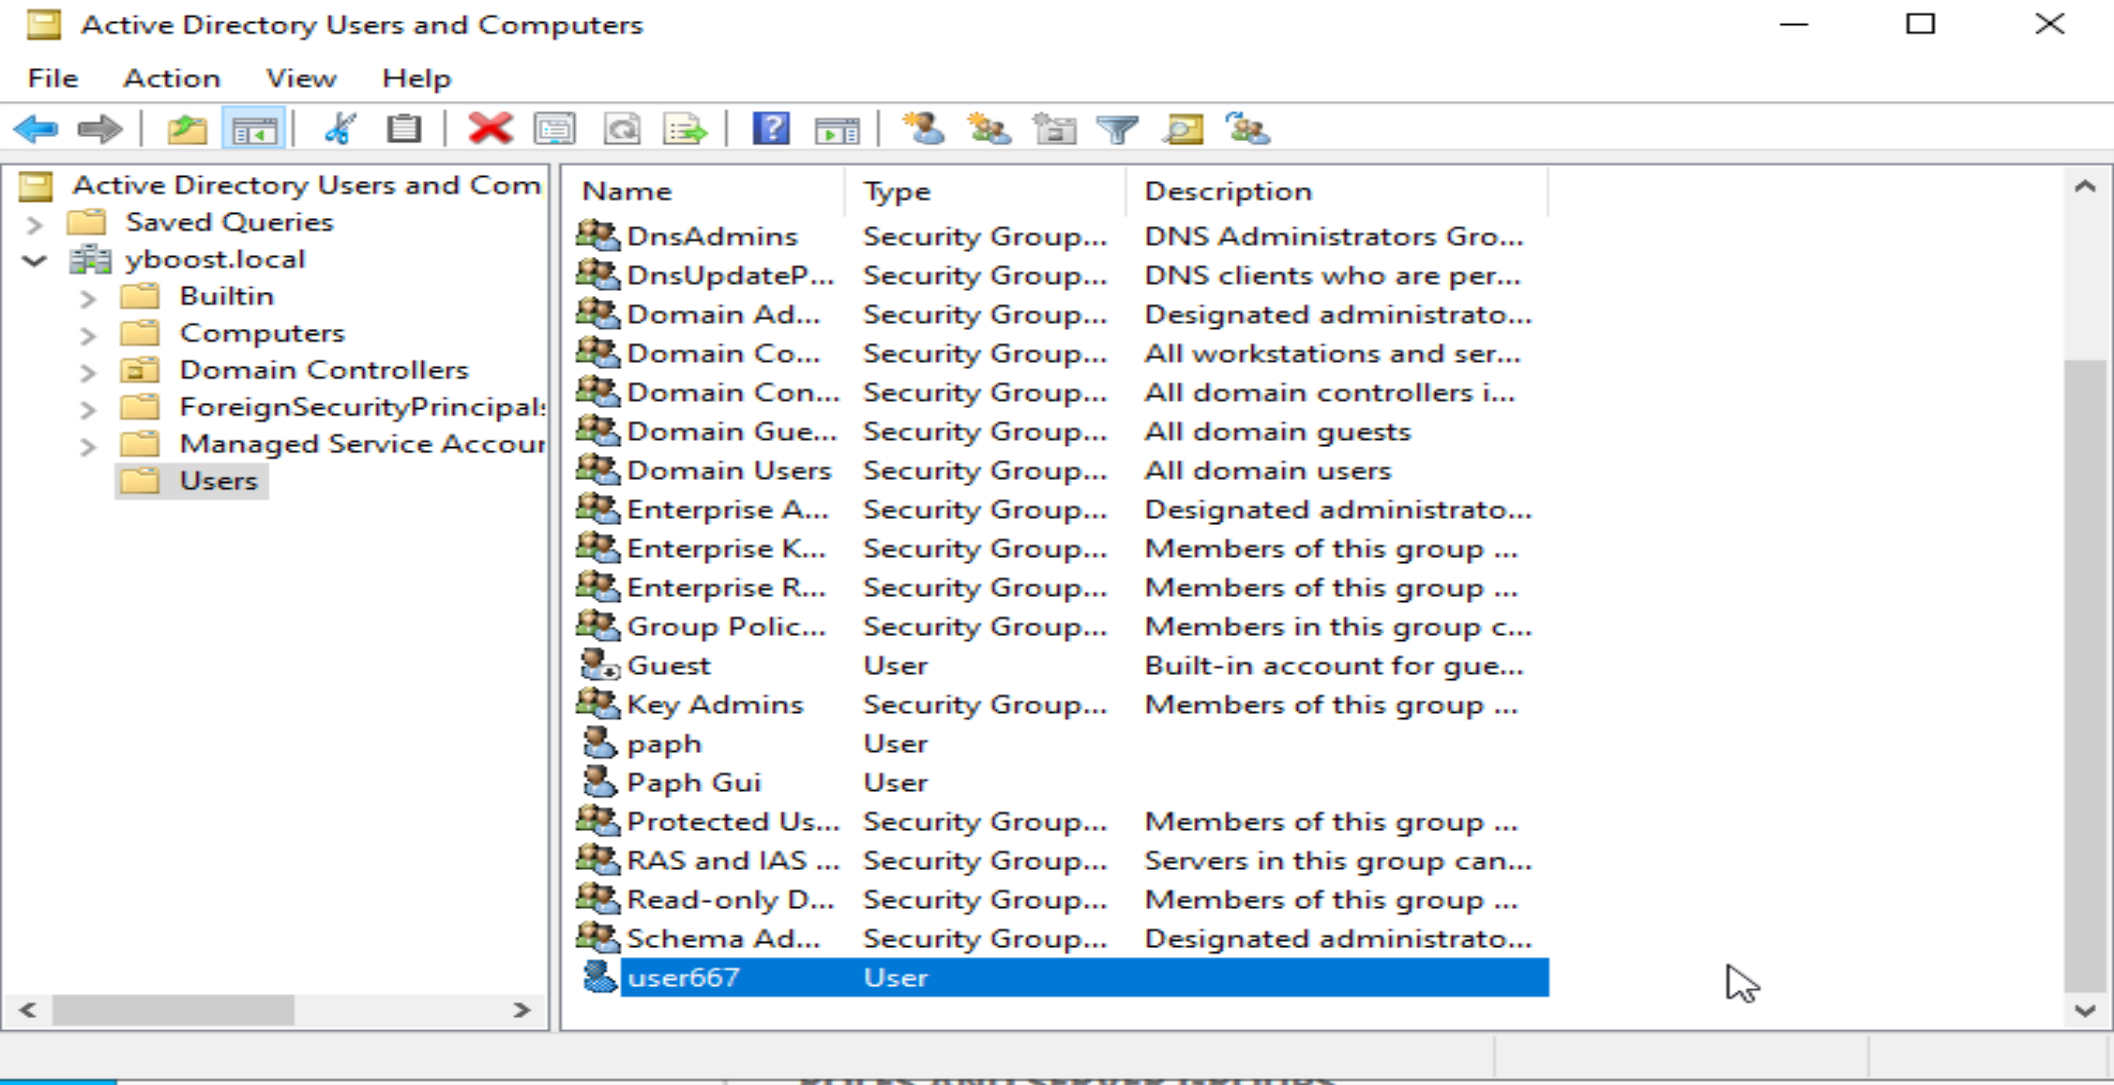 Active Directory Users and Computers
File Action View Help
Active Directory Users and Com
Saved Queries
yboost.local
Builtin
Computers
Domain Controllers
ForeignSecurityPrincipals
Managed Service Accour
Users
Name Type Description
DnsAdmins Security Group... DNS Administrators Gro...
DnsUpdateP... Security Group... DNS clients who are per...
Domain Ad... Security Group... Designated administrato...
Domain Co... Security Group... All workstations and ser...
Domain Con... Security Group... All domain controllers i...
Domain Gue... Security Group... All domain guests
Domain Users Security Group... All domain users
Enterprise A... Security Group... Designated administrato...
Enterprise K... Security Group... Members of this group ...
Enterprise R... Security Group... Members of this group ...
Group Polic... Security Group... Members in this group c...
Guest User Built-in account for gue...
Key Admins Security Group... Members of this group ...
paph User
Paph Gui User
Protected Us... Security Group... Members of this group ...
RAS and IAS ... Security Group... Servers in this group can...
Read-only D... Security Group... Members of this group ...
Schema Ad... Security Group... Designated administrato...
user667 User
ROLES AND SERVER GROUPS